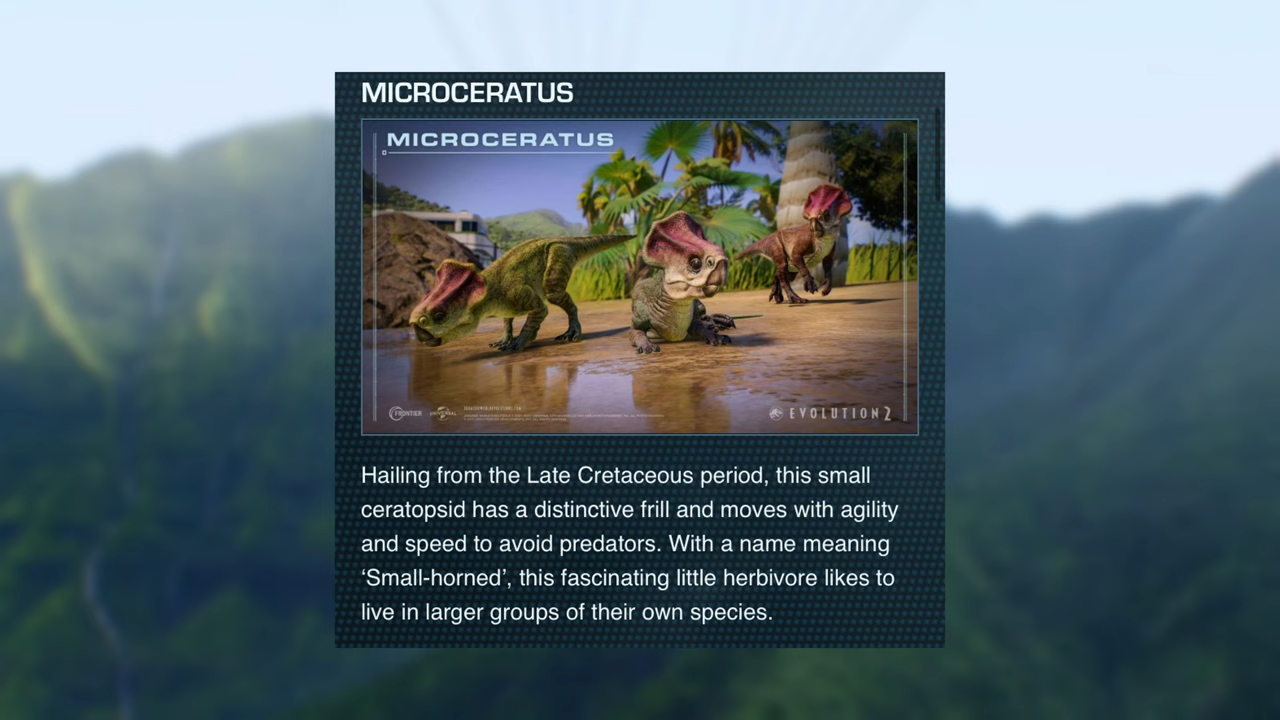 MICROCERATUS
MICROCERATUS
FRONTIER
UNIVERSAL
EVOLUTION 2
Hailing from the Late Cretaceous period, this small
ceratopsid has a distinctive frill and moves with agility
and speed to avoid predators. With a name meaning
‘Small-horned’, this fascinating little herbivore likes to
live in larger groups of their own species.